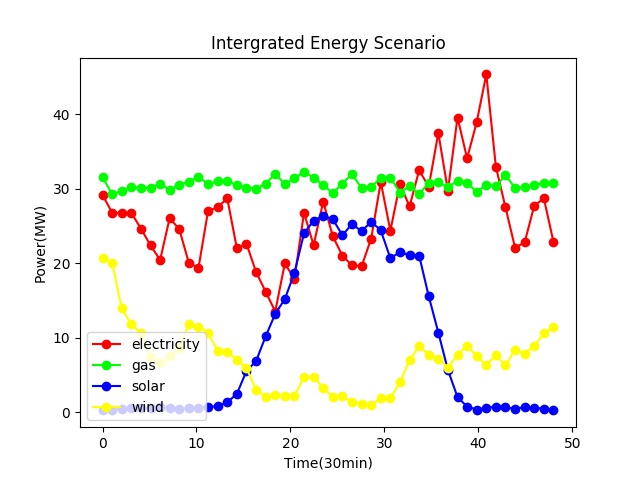 Intergrated Energy Scenario
Power(MW)
40
30
20
10
0
electricity
gas
solar
wind
0 10 20 30 40 50
Time(30min)